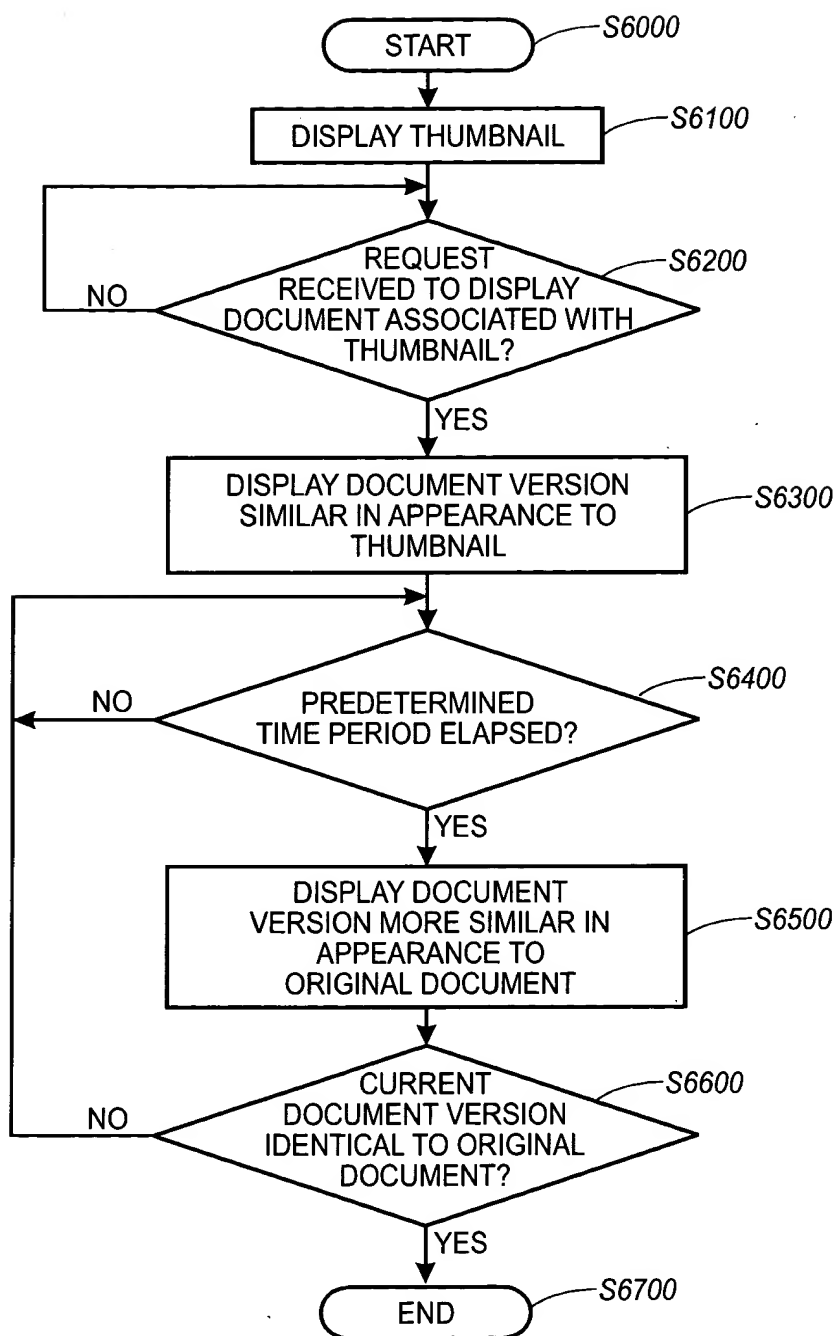 START
S6000
DISPLAY THUMBNAIL
S6100
REQUEST
RECEIVED TO DISPLAY
DOCUMENT ASSOCIATED WITH
THUMBNAIL?
S6200
NO
YES
DISPLAY DOCUMENT VERSION
SIMILAR IN APPEARANCE TO
THUMBNAIL
S6300
PREDETERMINED
TIME PERIOD ELAPSED?
S6400
NO
YES
DISPLAY DOCUMENT
VERSION MORE SIMILAR IN
APPEARANCE TO
ORIGINAL DOCUMENT
S6500
CURRENT
DOCUMENT VERSION
IDENTICAL TO ORIGINAL
DOCUMENT?
S6600
NO
YES
END
S6700